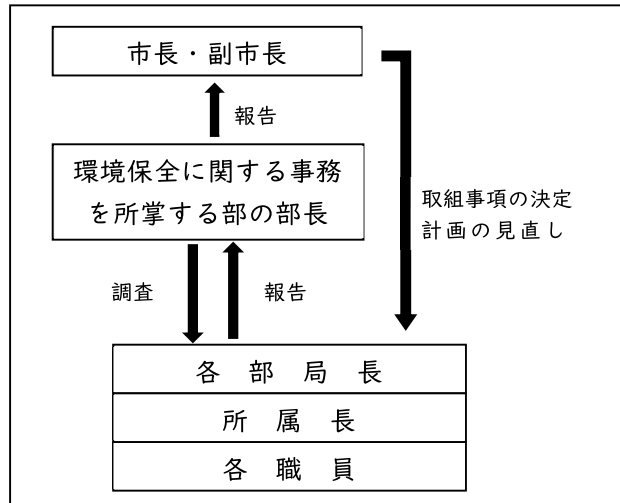 市長・副市長
報告
環境保全に関する事務
を所掌する部の部長
取組事項の決定
計画の見直し
調査
報告
各部局長
所属長
各職員